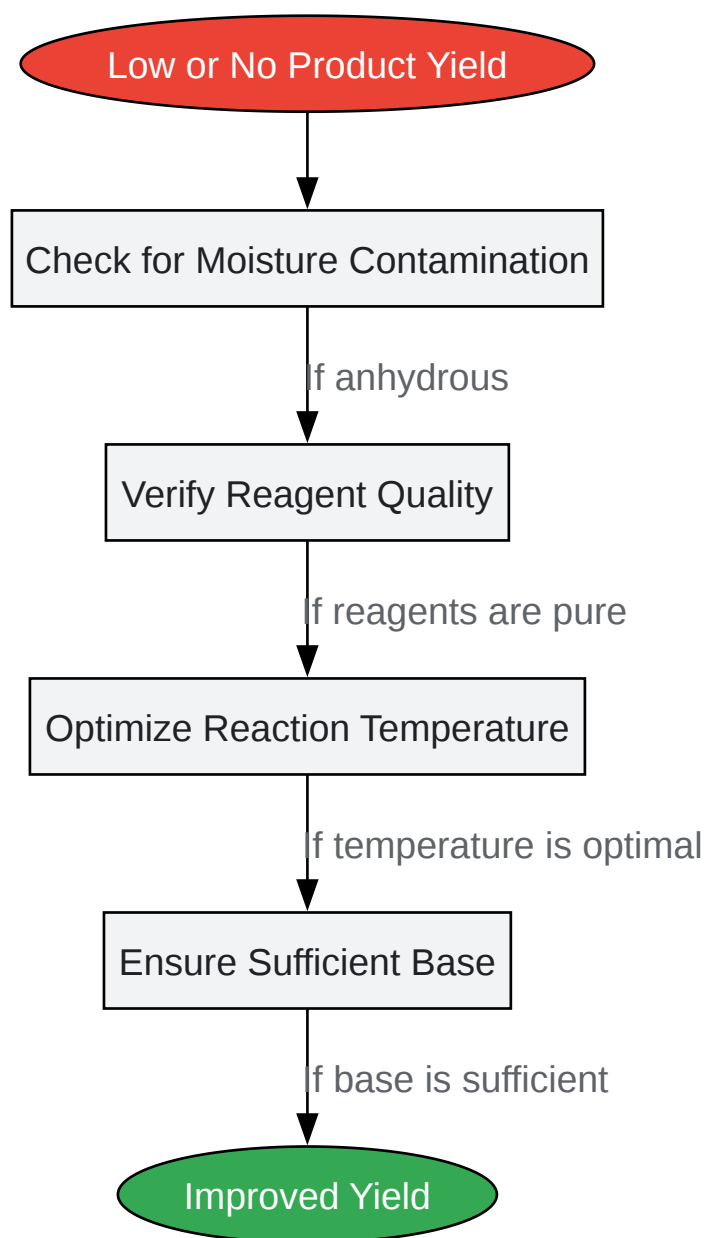 Low or No Product Yield
Check for Moisture Contamination
If anhydrous
Verify Reagent Quality
If reagents are pure
Optimize Reaction Temperature
If temperature is optimal
Ensure Sufficient Base
If base is sufficient
Improved Yield